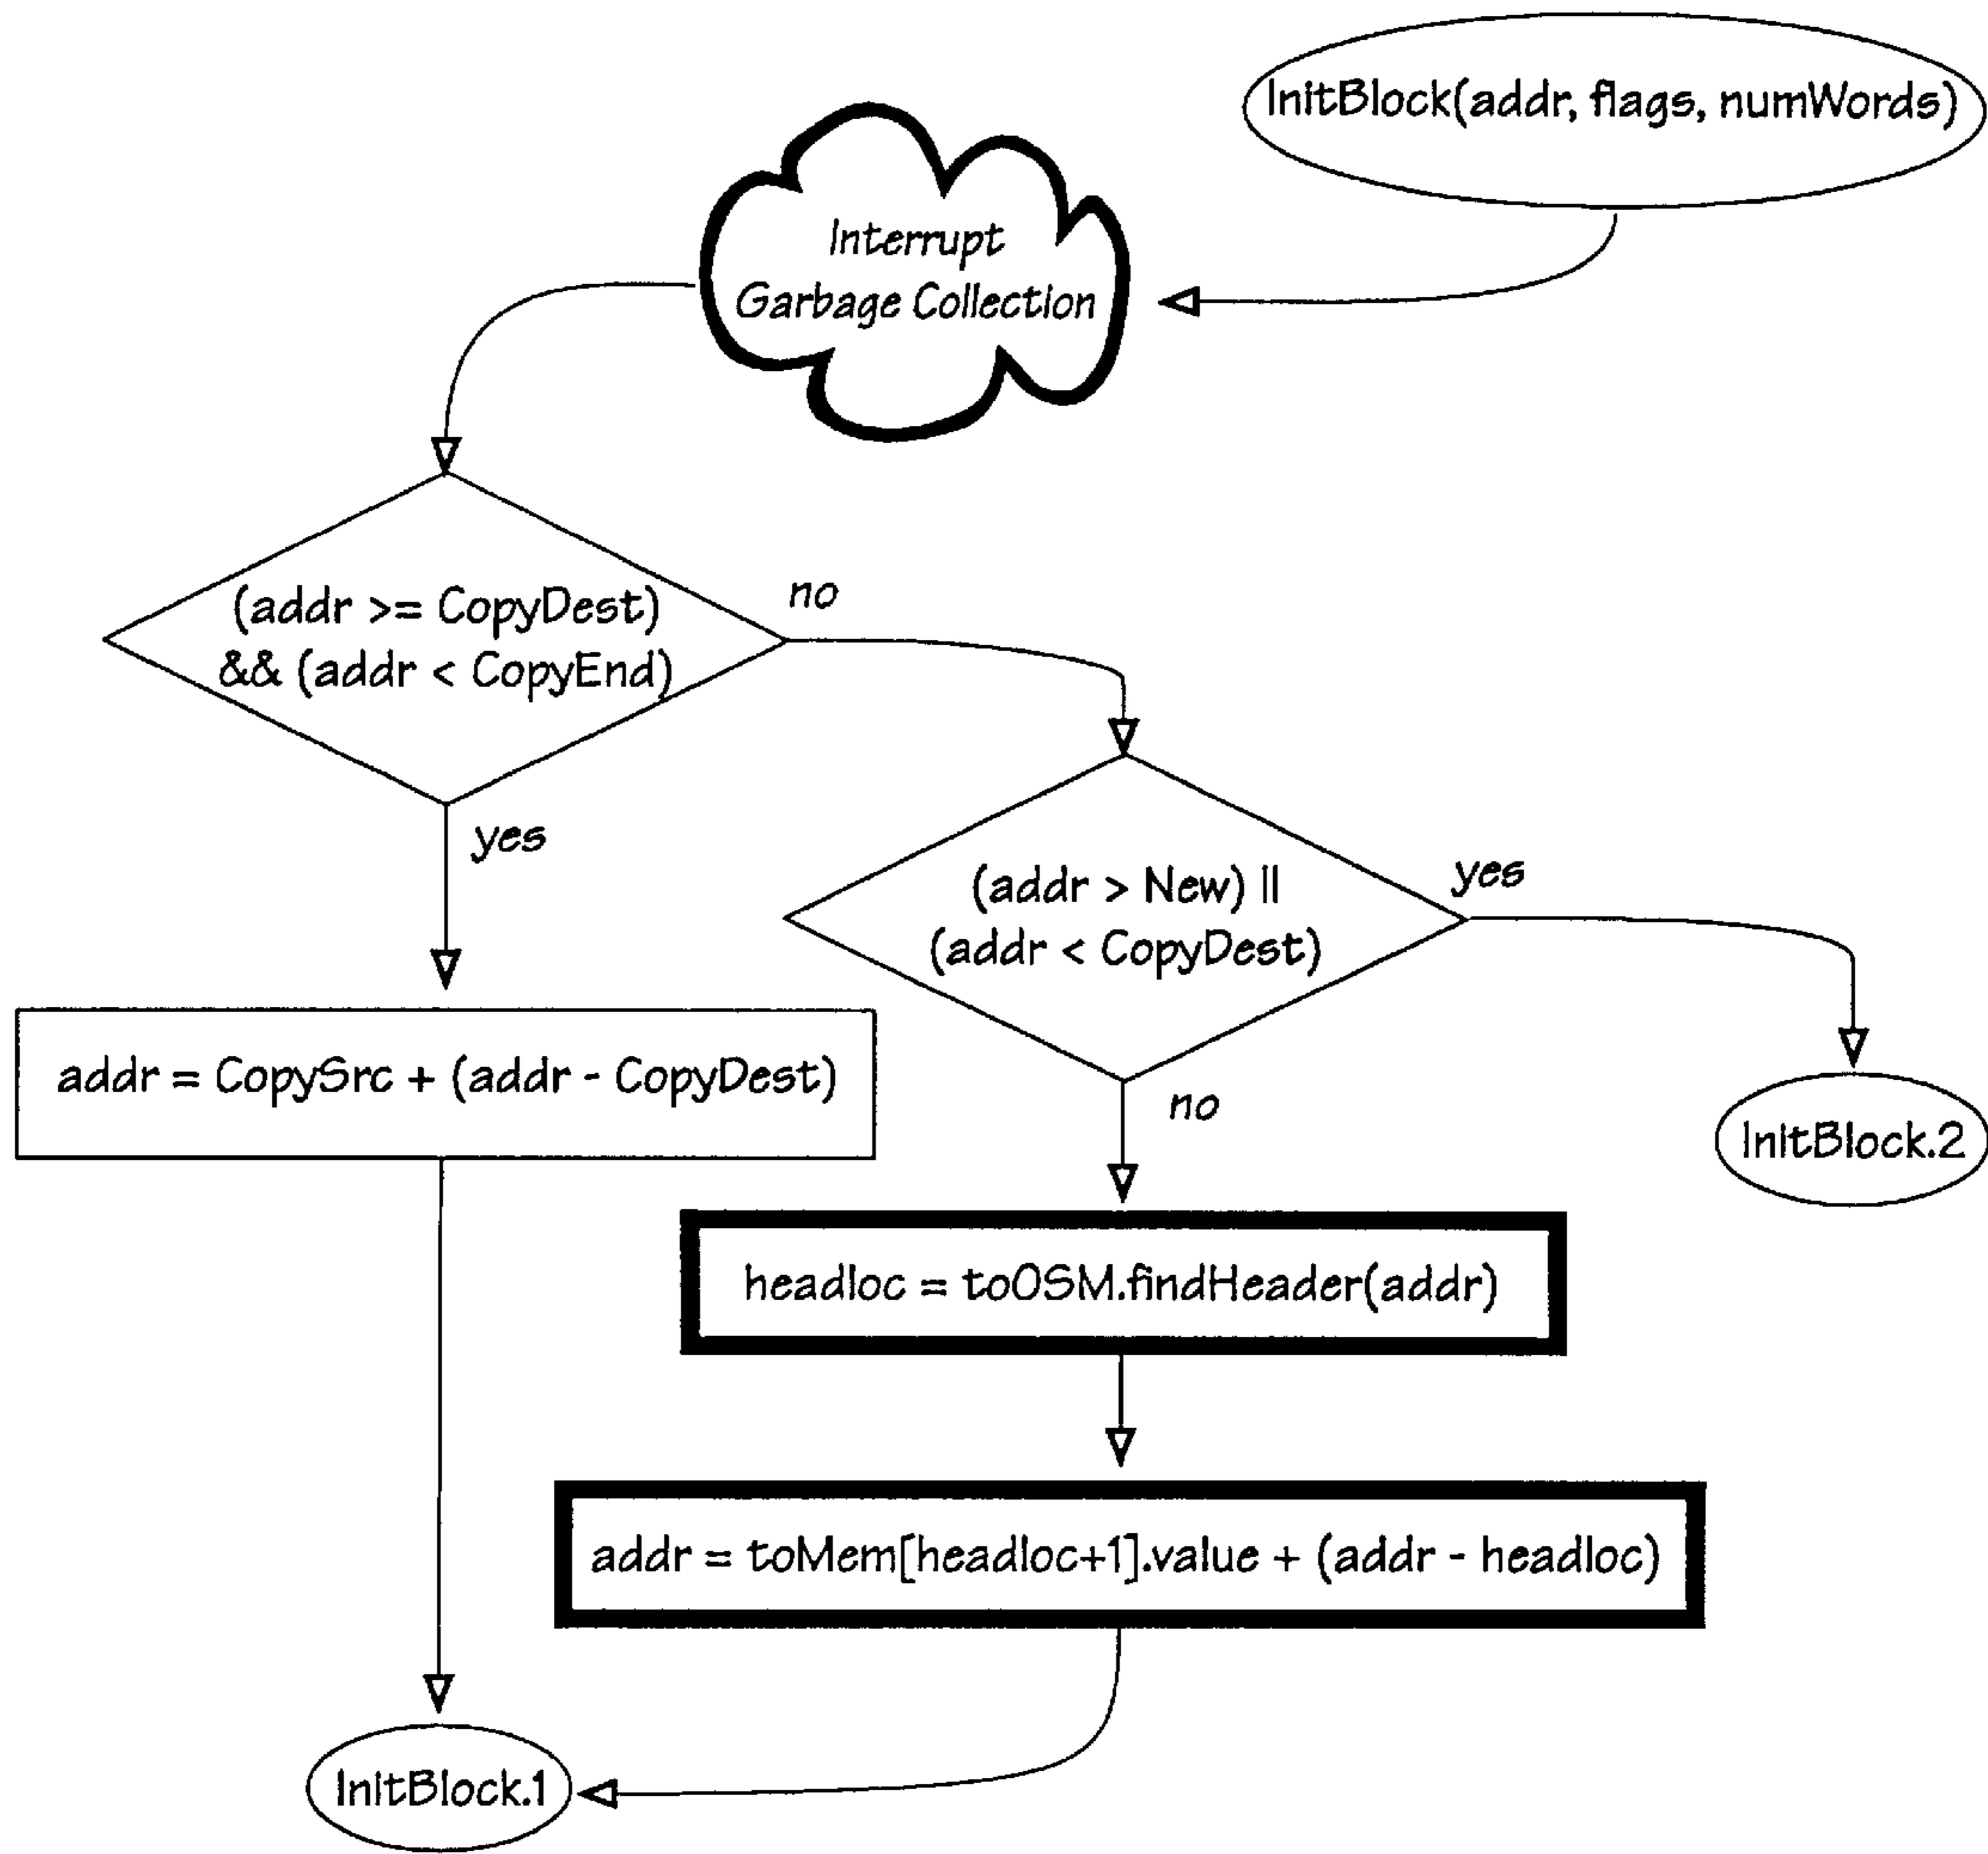 InitBlock(addr, flags, numWords)
Interrupt
Garbage Collection
(addr >= CopyDest)
&& (addr < CopyEnd)
no
yes
(addr > New) ||
(addr < CopyDest)
yes
no
addr = CopySrc + (addr - CopyDest)
InitBlock.2
headloc = toOSM.findHeader(addr)
addr = toMem[headloc+1].value + (addr - headloc)
InitBlock.1